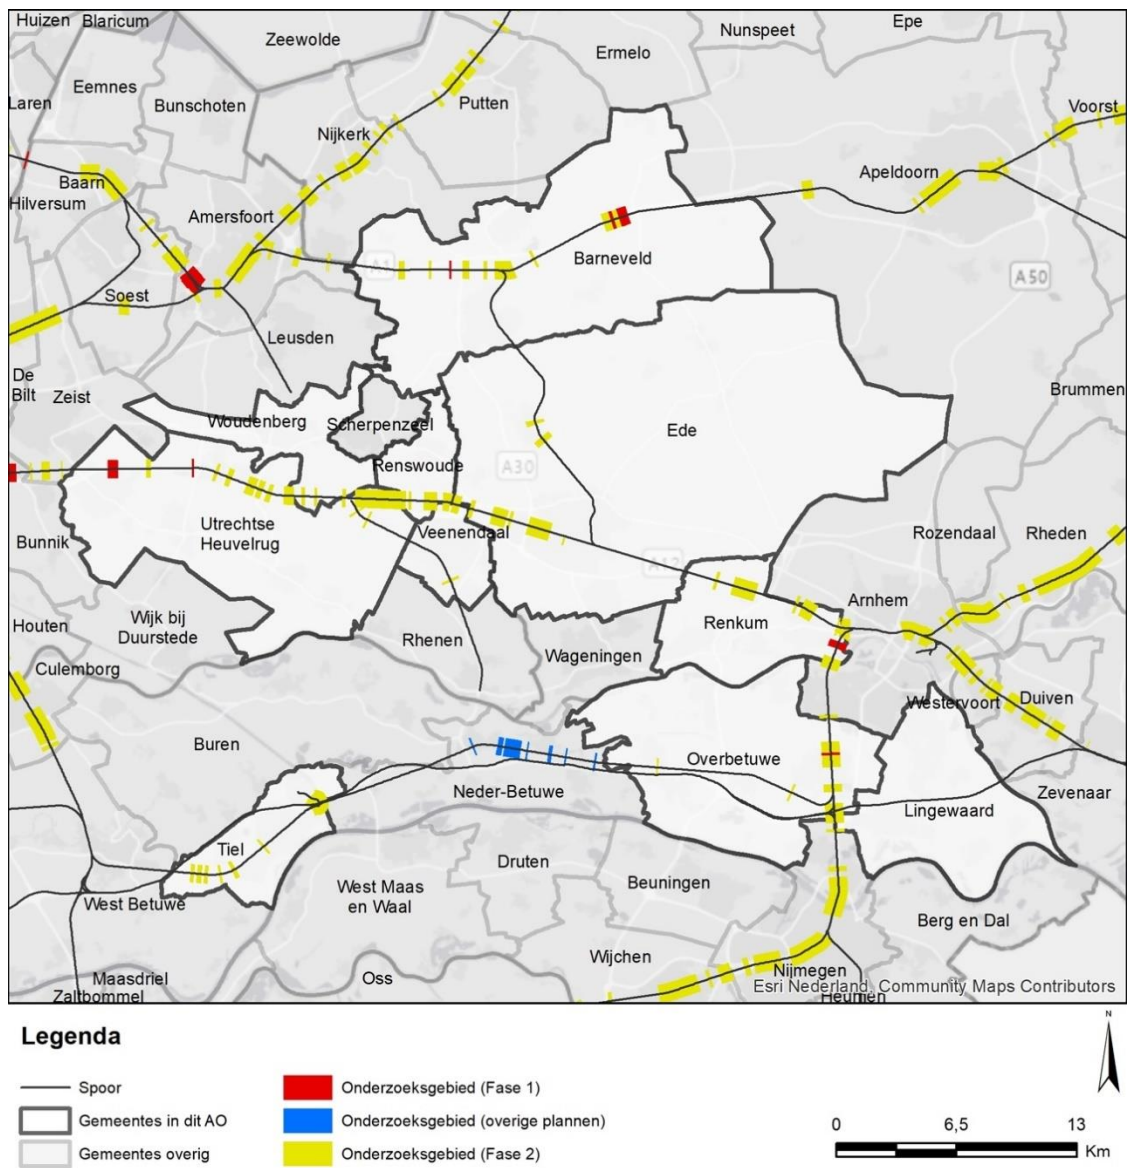 Huizen
Blaricum
Zeewolde
Nunspeet
Epe
Ermelo
Eemnes
Laren
Bunschoten
Putten
Voorst
Nijkerk
Baarn
Hilversum
Amersfoort
Apeldoorn
Barneveld
A1
A50
Soest
Leusden
De
Bilt
Zeist
Brummen
Woudenberg
Scherpenzeel
Ede
Renswoude
A30
Utrechtse
Heuvelrug
Veenendaal
Bunnik
Rozendaal
Rheden
A12
Arnhem
Wijk bij
Duurstede
Houten
Rhenen
Renkum
Wageningen
Culemborg
Westervoort
Duiven
Buren
Overbetuwe
Neder-Betuwe
Zevenaar
Lingewaard
Tiel
Druten
Beuningen
West Maas
en Waal
West Betuwe
Berg en Dal
Wijchen
Nijmegen
Maasdriel
Oss
Zaltbommel
Heumen
Esri Nederland, Community Maps Contributors
Legenda
N
Spoor
Onderzoeksgebied (Fase 1)
Gemeentes in dit AO
Onderzoeksgebied (overige plannen)
Gemeentes overig
Onderzoeksgebied (Fase 2)
0 6,5 13
Km